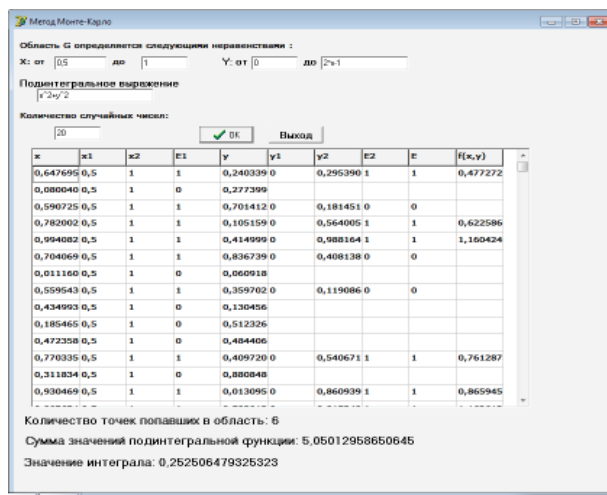 Метод Монте-Карло
Область G определяется следующими неравенствами :
X: от 0,5 до 1 Y: от 0 до 2*x-1
Подинтегральное выражение
x^2+y^2
Количество случайных чисел:
20 OK Выход
x x1 x2 E1 y y1 y2 E2 E f(x,y)
0,647695 0,5 1 1 0,240339 0 0,295390 1 1 0,477272
0,080040 0,5 1 0 0,277399
0,590725 0,5 1 1 0,701412 0 0,181451 0 0
0,782002 0,5 1 1 0,105159 0 0,564005 1 1 0,622586
0,994082 0,5 1 1 0,414999 0 0,988164 1 1 1,160424
0,704069 0,5 1 1 0,836739 0 0,408138 0 0
0,011160 0,5 1 0 0,060918
0,559543 0,5 1 1 0,359702 0 0,119086 0 0
0,434993 0,5 1 0 0,130456
0,185465 0,5 1 0 0,512326
0,472358 0,5 1 0 0,484406
0,770335 0,5 1 1 0,409720 0 0,540671 1 1 0,761287
0,311834 0,5 1 0 0,880848
0,930469 0,5 1 1 0,013095 0 0,860939 1 1 0,865945
Количество точек попавших в область: 6
Сумма значений подинтегральной функции: 5,05012958650645
Значение интеграла: 0,252506479325323